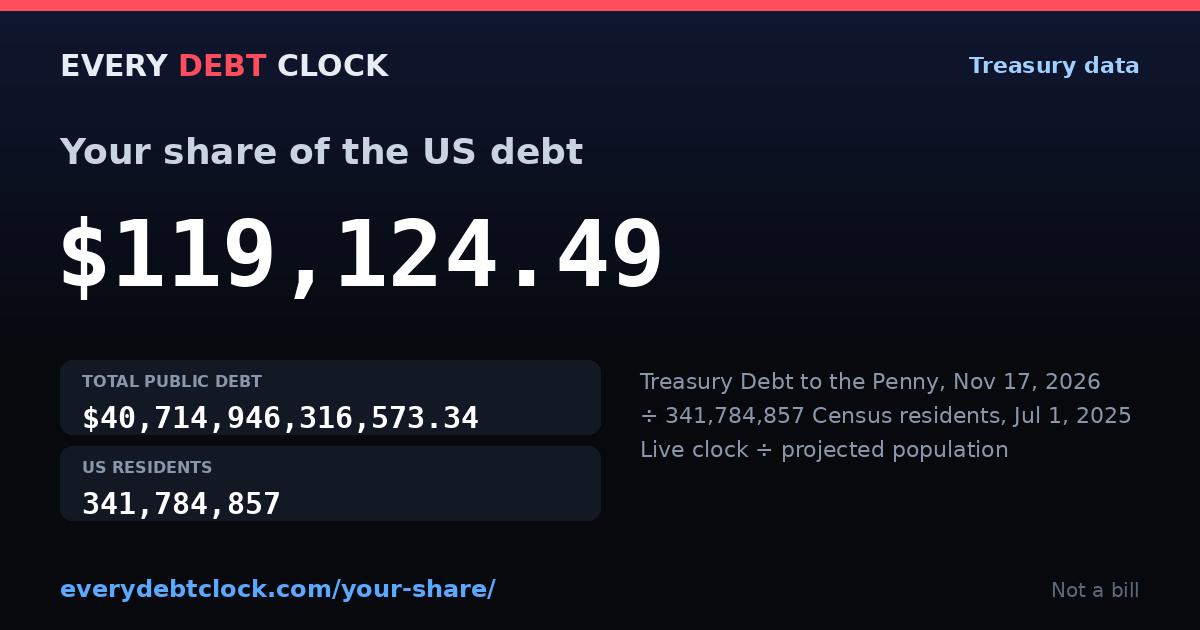 EVERY DEBT CLOCK
Treasury data
Your share of the US debt
$119,124.49
TOTAL PUBLIC DEBT
$40,714,946,316,573.34
US RESIDENTS
341,784,857
Treasury Debt to the Penny, Nov 17, 2026
÷ 341,784,857 Census residents, Jul 1, 2025
Live clock ÷ projected population
everydebtclock.com/your-share/
Not a bill